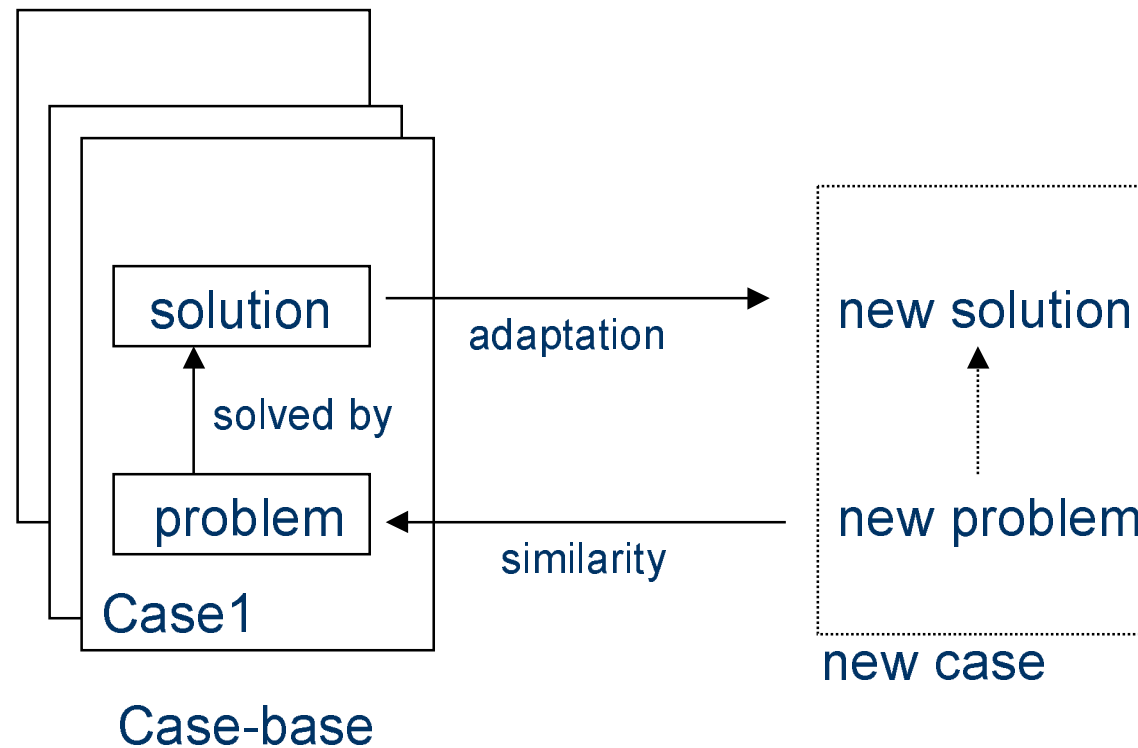 solution
adaptation
new solution
solved by
problem
similarity
new problem
Case1
new case
Case-base